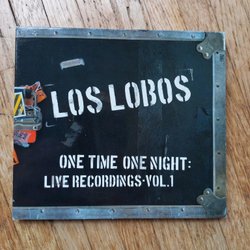 LOS LOBOS
ONE TIME ONE NIGHT:
LIVE RECORDINGS·VOL.1